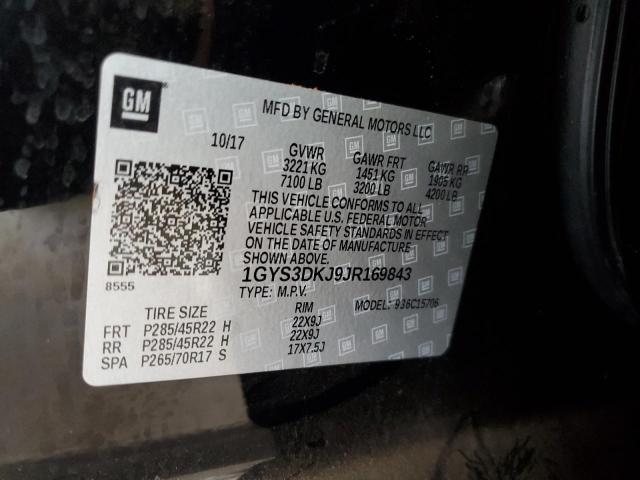 GM
MFD BY GENERAL MOTORS LLC
10/17
GVWR GAWR FRT GAWR RR
3221 KG 1451 KG 1905 KG
7100 LB 3200 LB 4200 LB
THIS VEHICLE CONFORMS TO ALL
APPLICABLE U.S. FEDERAL MOTOR
VEHICLE SAFETY STANDARDS IN EFFECT
ON THE DATE OF MANUFACTURE
SHOWN ABOVE.
1GYS3DKJ9JR169843
8555
TYPE: M.P.V. MODEL: 936C15706
TIRE SIZE RIM
FRT P285/45R22 H 22X9J
RR P285/45R22 H 22X9J
SPA P265/70R17 S 17X7.5J